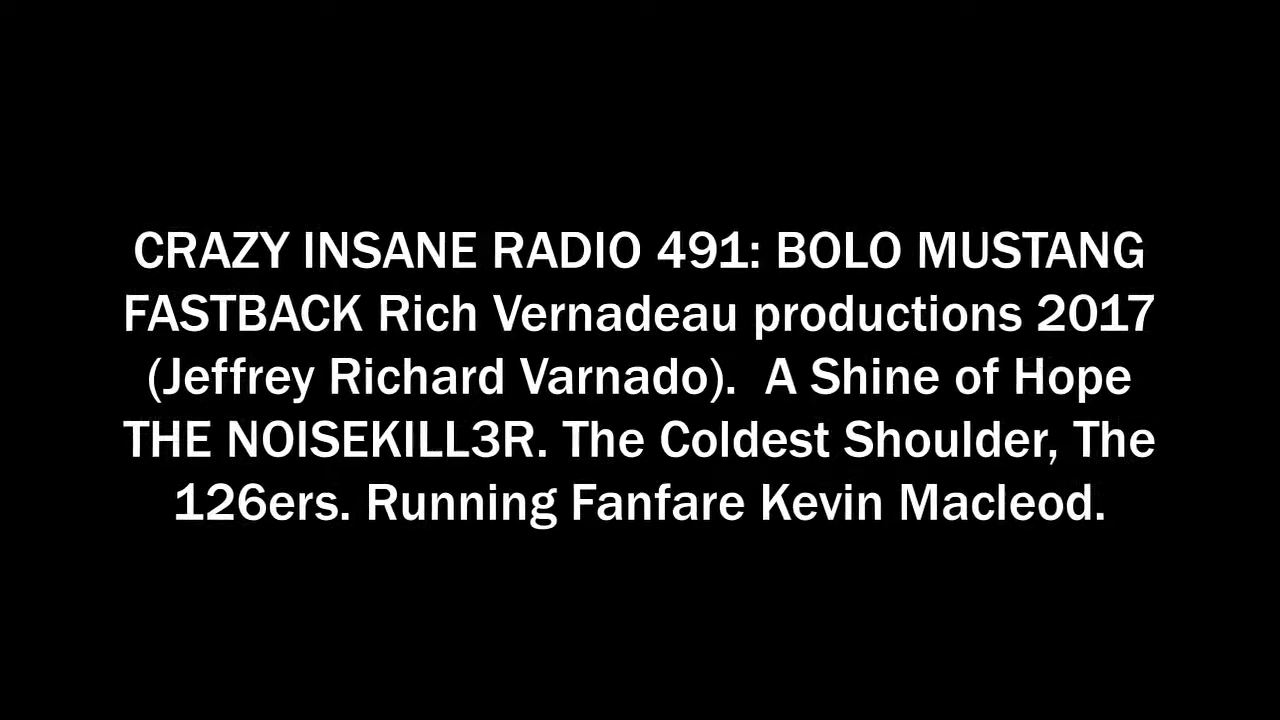 CRAZY INSANE RADIO 491: BOLO MUSTANG
FASTBACK Rich Vernadeau productions 2017
(Jeffrey Richard Varnado).  A Shine of Hope
THE NOISEKILL3R. The Coldest Shoulder, The
126ers. Running Fanfare Kevin Macleod.